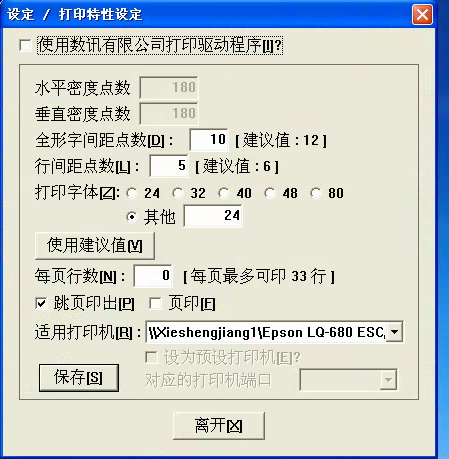 设定 / 打印特性设定
使用数讯有限公司打印驱动程序[I]?
水平密度点数 180
垂直密度点数 180
全形字间距点数[D]: 10 [ 建议值 : 12 ]
行间距点数[L]: 5 [ 建议值 : 6 ]
打印字体[Z]: 24 32 40 48 80
其他 24
使用建议值[V]
每页行数[N]: 0 [ 每页最多可印 33 行 ]
跳页印出[P] 页印[F]
适用打印机[R]: \\Xieshengjiang1\Epson LQ-680 ESC,
设为预设打印机[E]?
保存[S] 对应的打印机端口
离开[X]